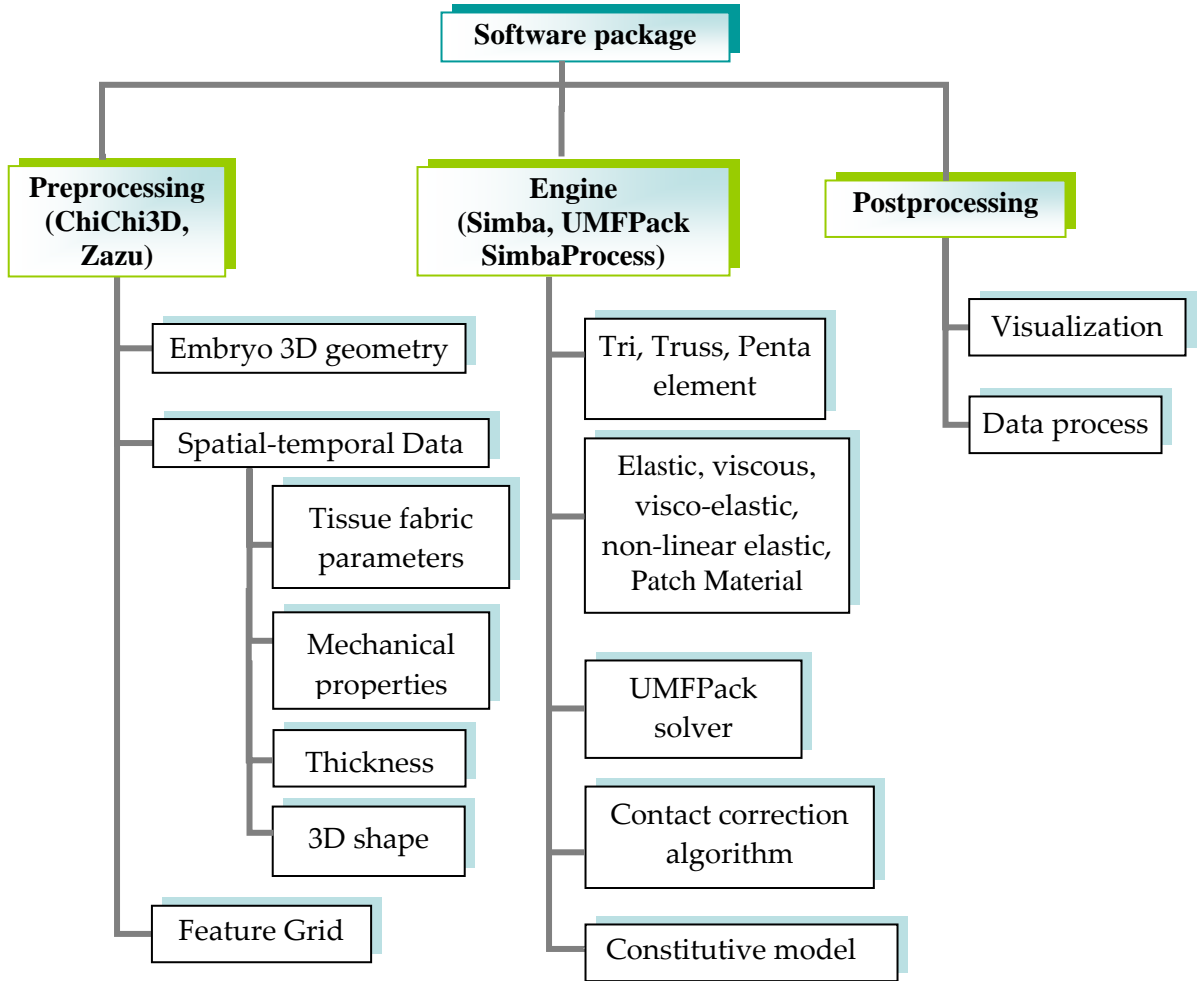 Software package
Preprocessing
(ChiChi3D,
Zazu)
Embryo 3D geometry
Spatial-temporal Data
Tissue fabric
parameters
Mechanical
properties
Thickness
3D shape
Feature Grid
Engine
(Simba, UMFPack
SimbaProcess)
Tri, Truss, Penta
element
Elastic, viscous,
visco-elastic,
non-linear elastic,
Patch Material
UMFPack
solver
Contact correction
algorithm
Constitutive model
Postprocessing
Visualization
Data process